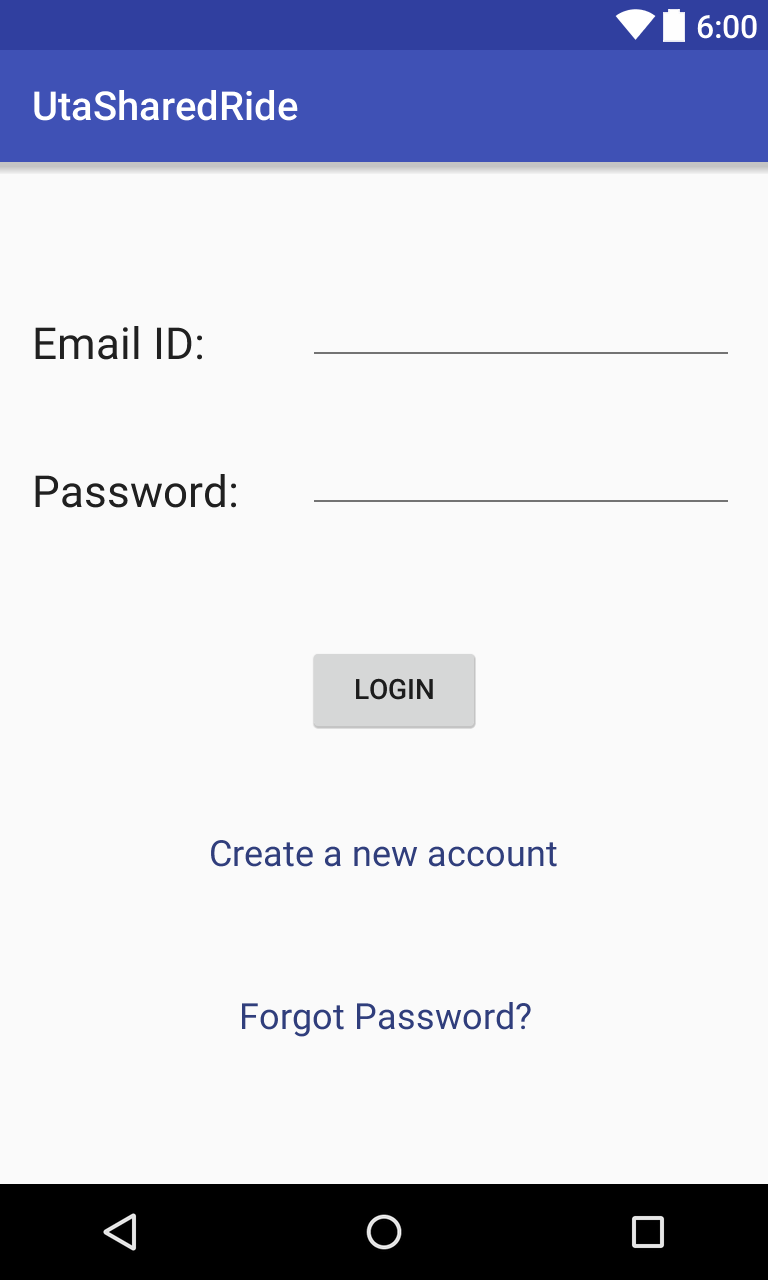 6:00
UtaSharedRide
Email ID:
Password:
LOGIN
Create a new account
Forgot Password?